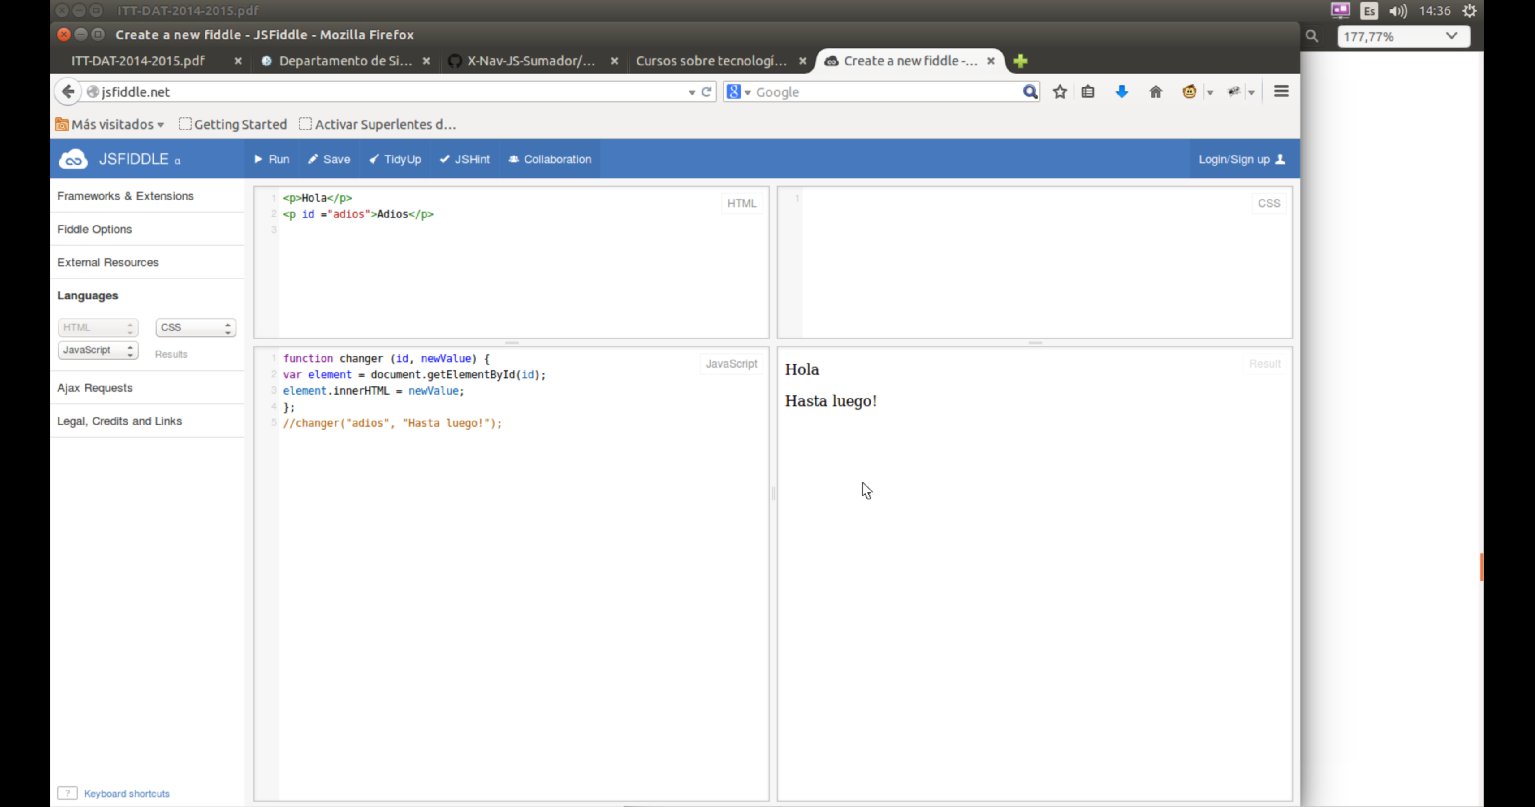 ITT-DAT-2014-2015.pdf
Es 14:36
Create a new fiddle - JSFiddle - Mozilla Firefox
177,77%
ITT-DAT-2014-2015.pdf × Departamento de Si... × X-Nav-JS-Sumador/... × Cursos sobre tecnologí... × Create a new fiddle -... ×
jsfiddle.net
Google
Más visitados Getting Started Activar Superlentes d...
JSFIDDLE α Run Save TidyUp JSHint Collaboration Login/Sign up
Frameworks & Extensions
Fiddle Options
External Resources
Languages
HTML CSS
JavaScript Results
Ajax Requests
Legal, Credits and Links
? Keyboard shortcuts
HTML
1 <p>Hola</p>
2 <p id ="adios">Adios</p>
3
CSS
1
JavaScript
1 function changer (id, newValue) {
2 var element = document.getElementById(id);
3 element.innerHTML = newValue;
4 };
5 //changer("adios", "Hasta luego!");
Result
Hola
Hasta luego!